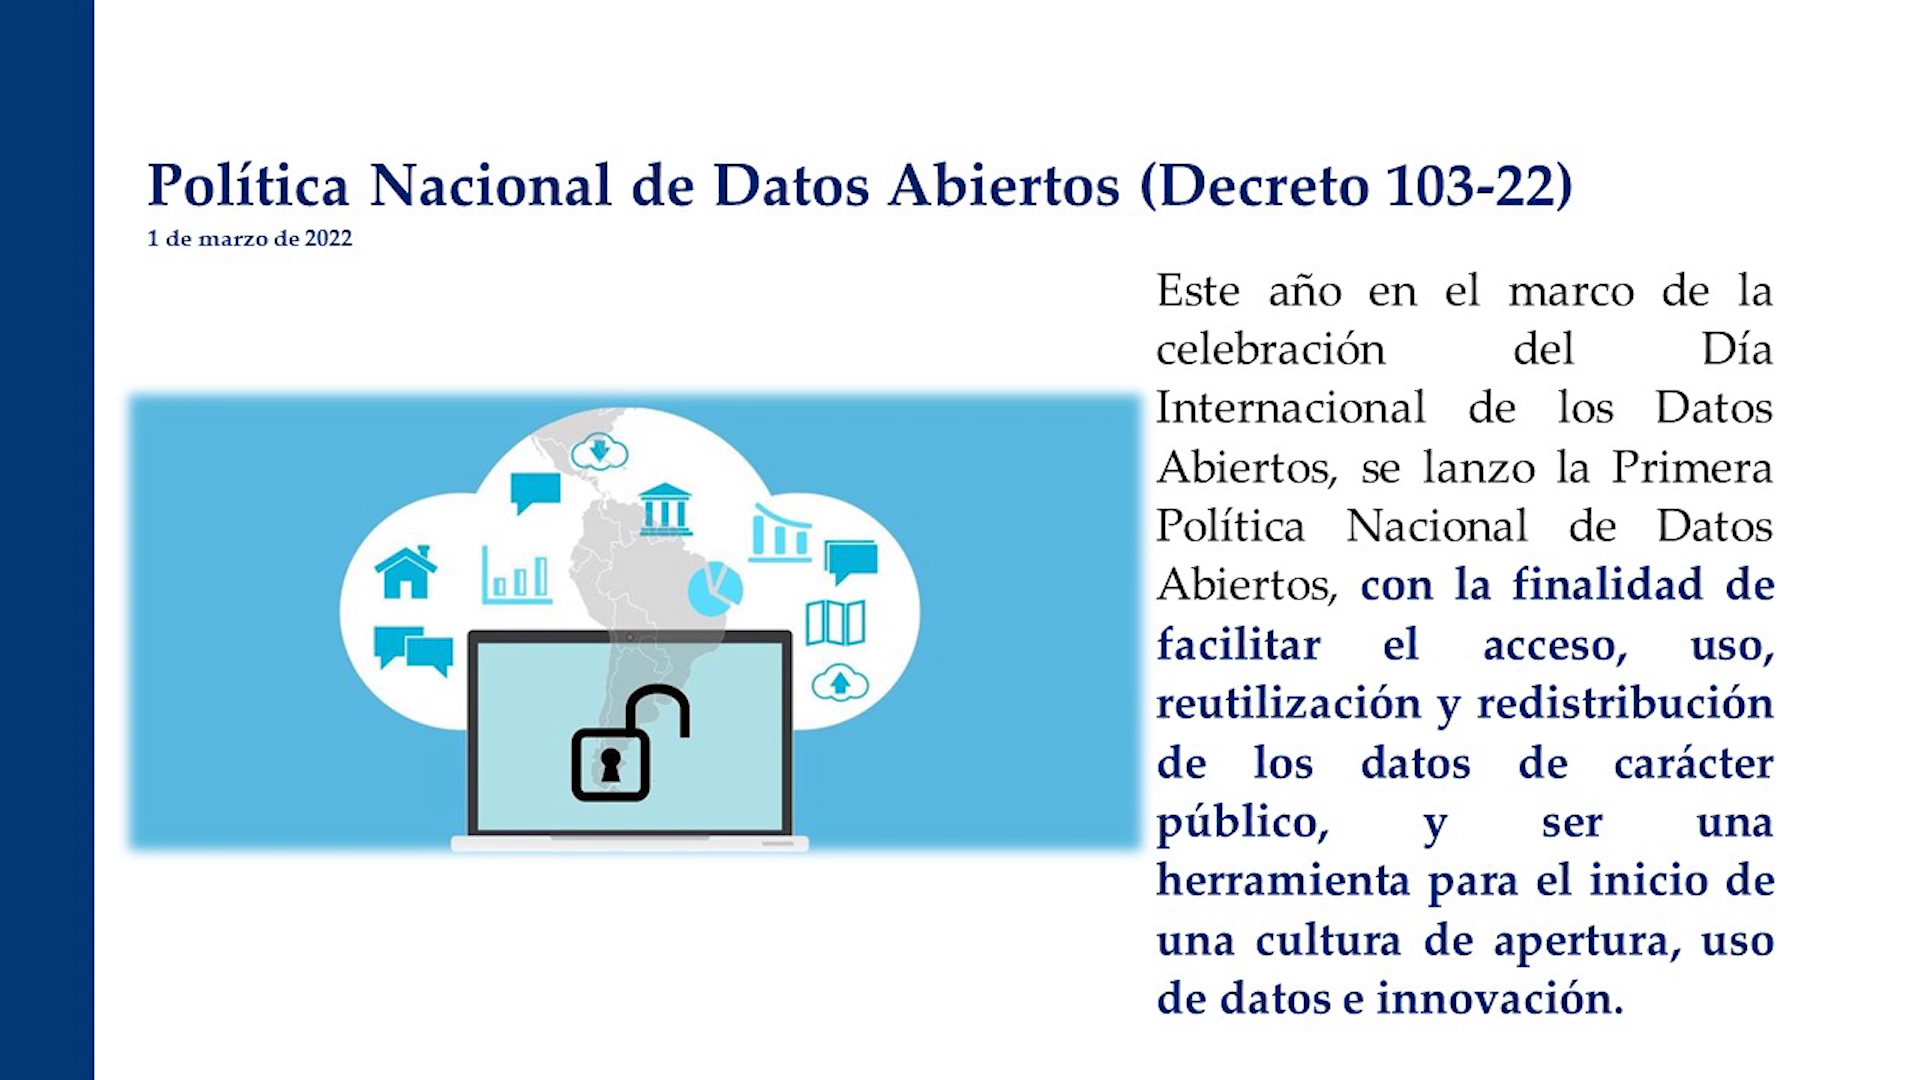 Política Nacional de Datos Abiertos (Decreto 103-22)
1 de marzo de 2022
Este año en el marco de la
celebración del Día
Internacional de los Datos
Abiertos, se lanzo la Primera
Política Nacional de Datos
Abiertos, con la finalidad de
facilitar el acceso, uso,
reutilización y redistribución
de los datos de carácter
público, y ser una
herramienta para el inicio de
una cultura de apertura, uso
de datos e innovación.